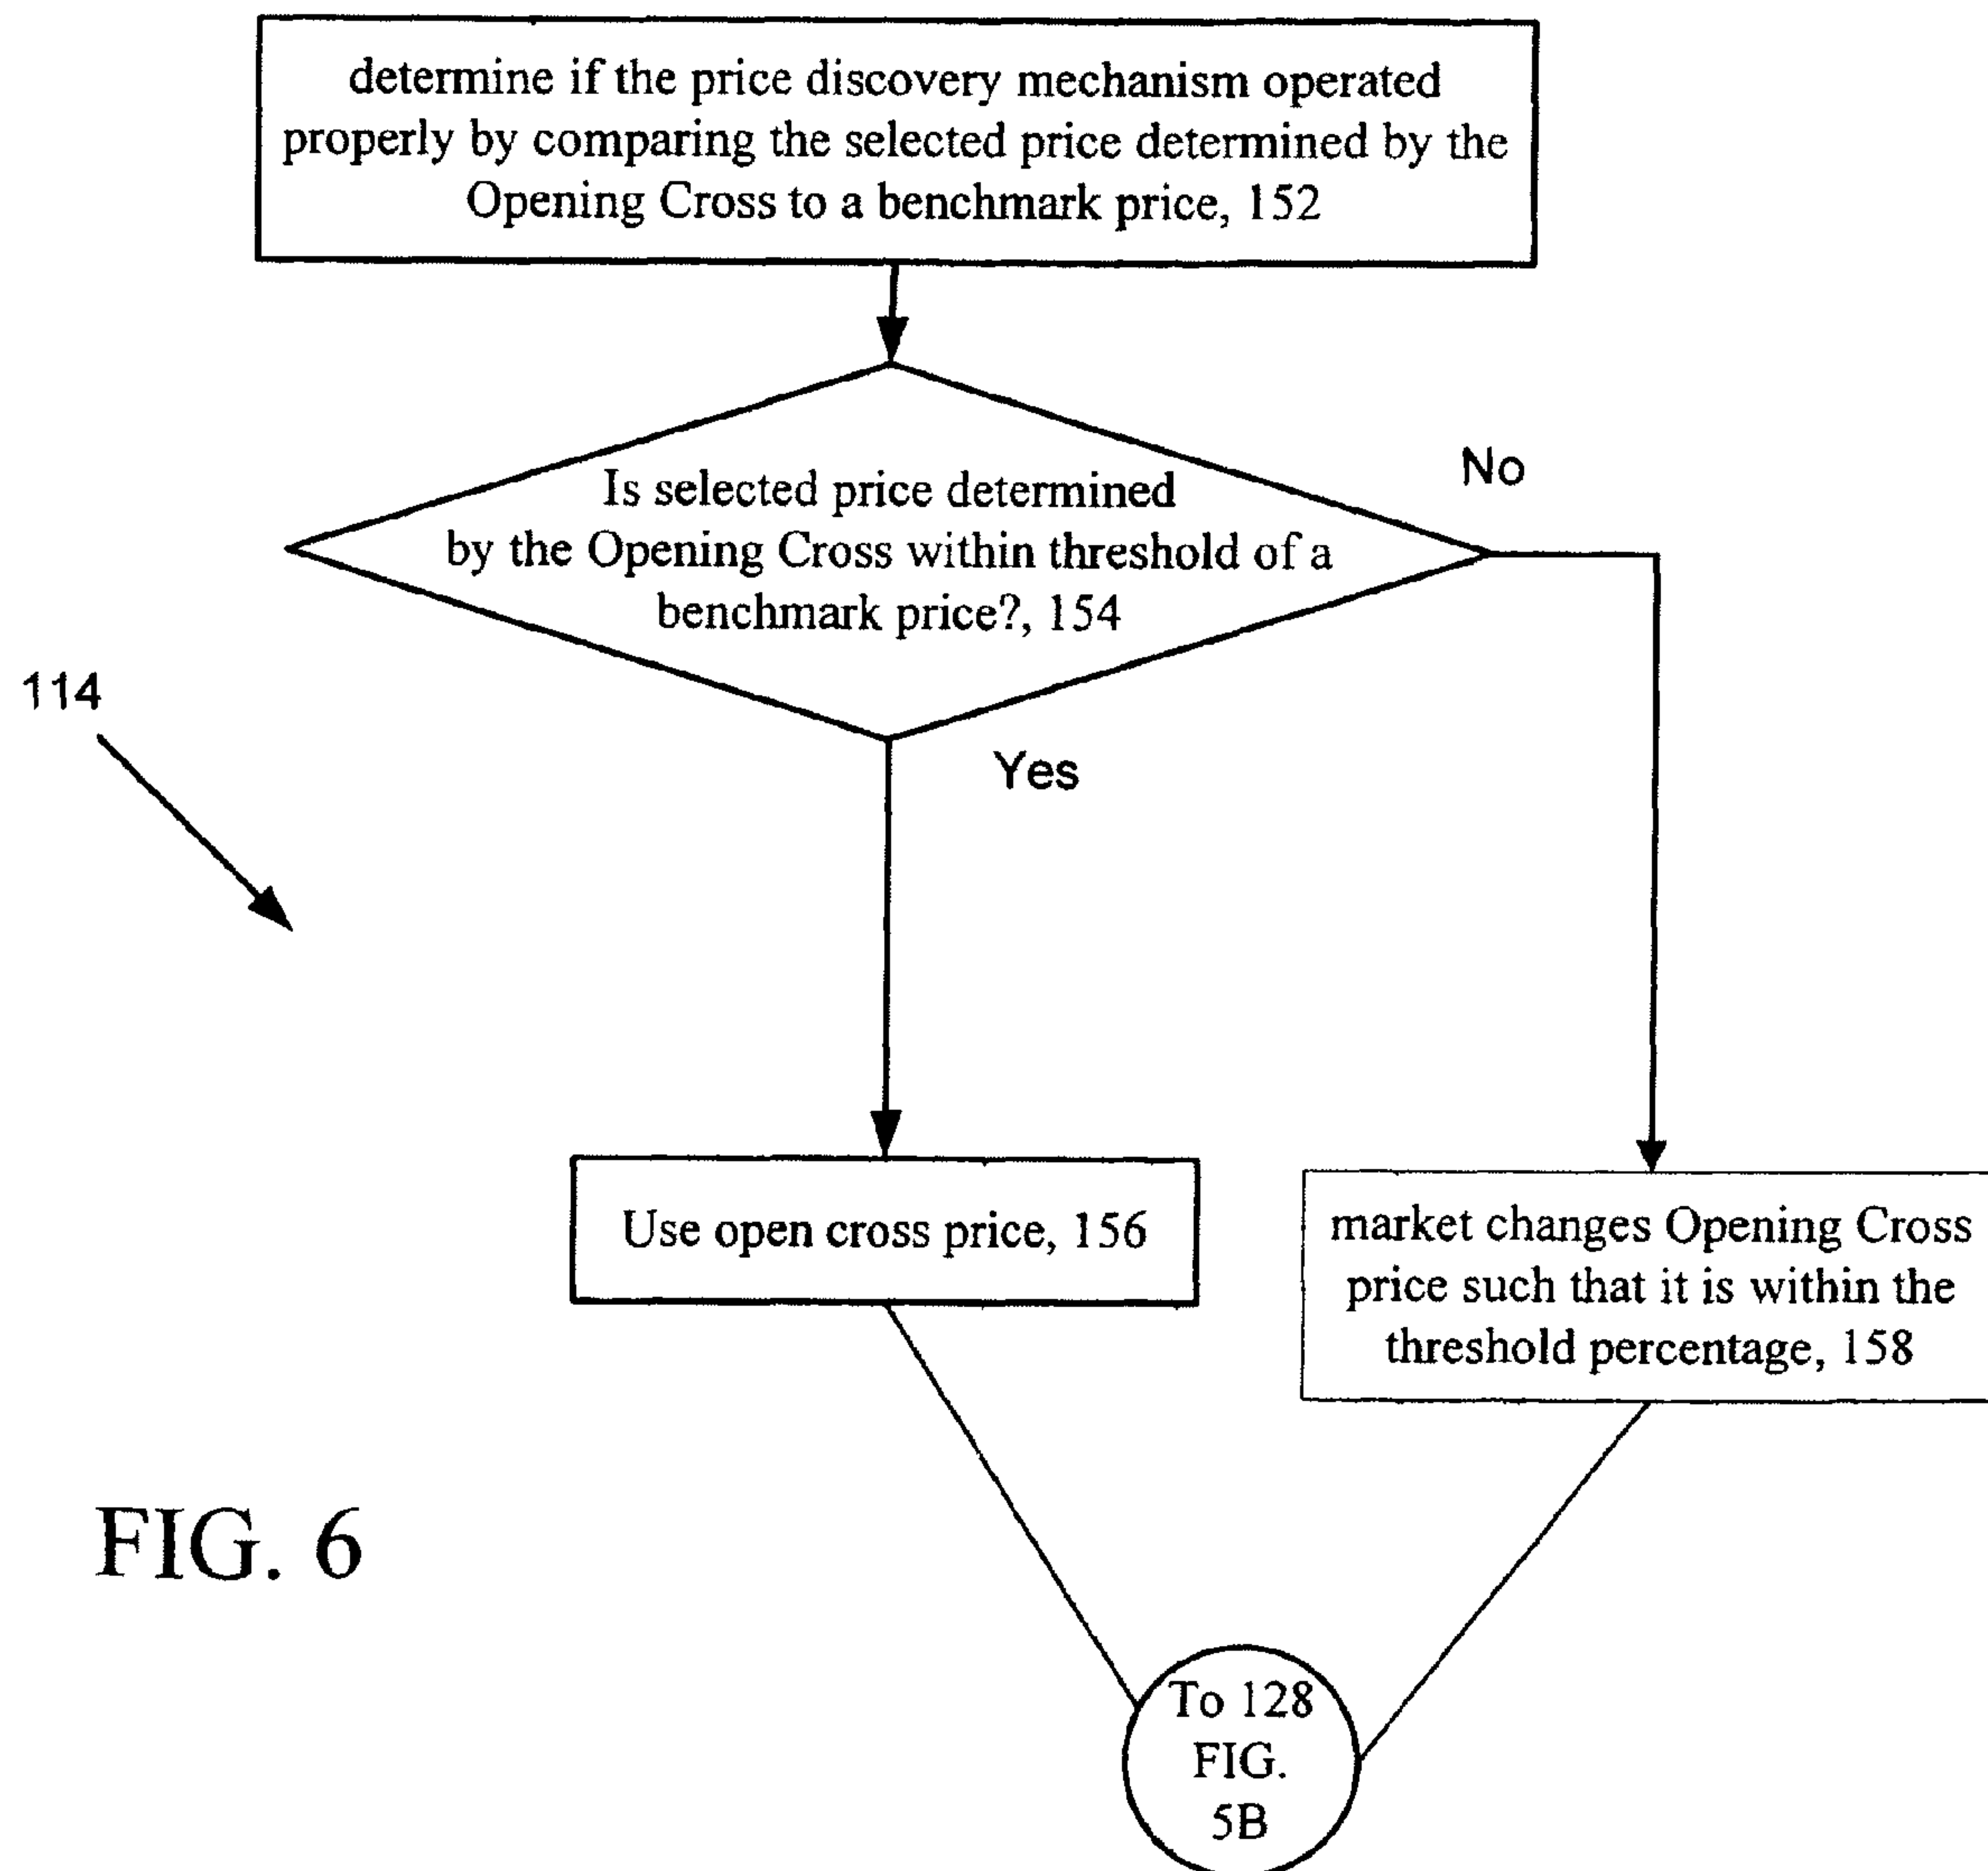 determine if the price discovery mechanism operated
properly by comparing the selected price determined by the
Opening Cross to a benchmark price, 152
No
Is selected price determined
by the Opening Cross within threshold of a
benchmark price?, 154
114
Yes
Use open cross price, 156
market changes Opening Cross
price such that it is within the
threshold percentage, 158
FIG. 6
To 128
FIG.
5B